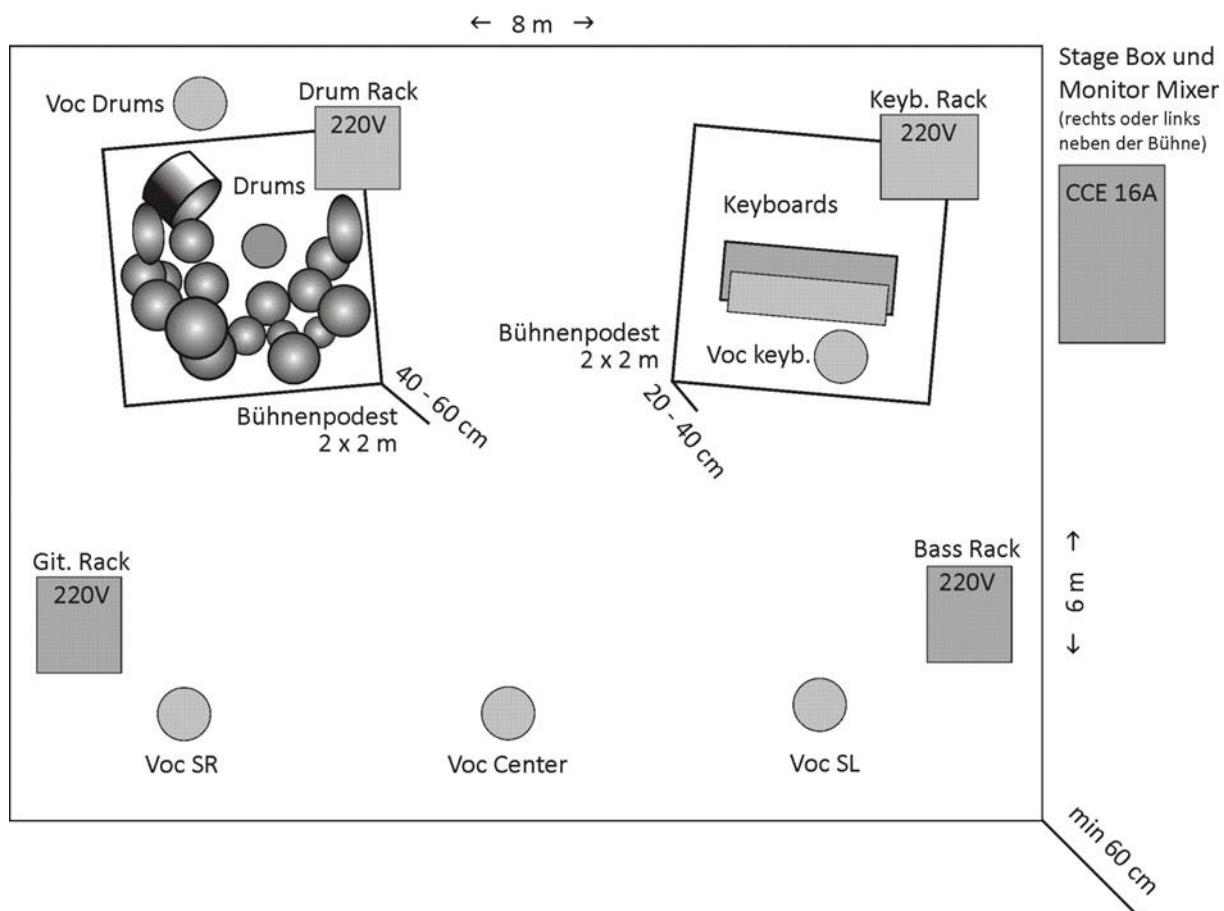 ← 8 m →
Stage Box und
Monitor Mixer
(rechts oder links
neben der Bühne)
CCE 16A
Voc Drums
Drum Rack
220V
Drums
Keyb. Rack
220V
Keyboards
Voc keyb.
Bühnenpodest
2 x 2 m
40 - 60 cm
Bühnenpodest
2 x 2 m
20 - 40 cm
Git. Rack
220V
Bass Rack
220V
← 6 m →
Voc SR
Voc Center
Voc SL
min 60 cm